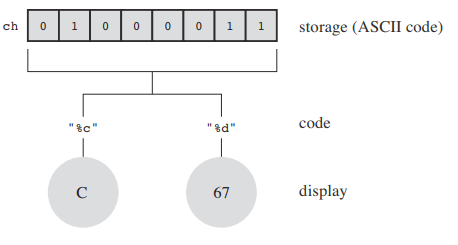 ch 0 1 0 0 0 0 1 1 storage (ASCII code)
"%c" "%d" code
C 67 display